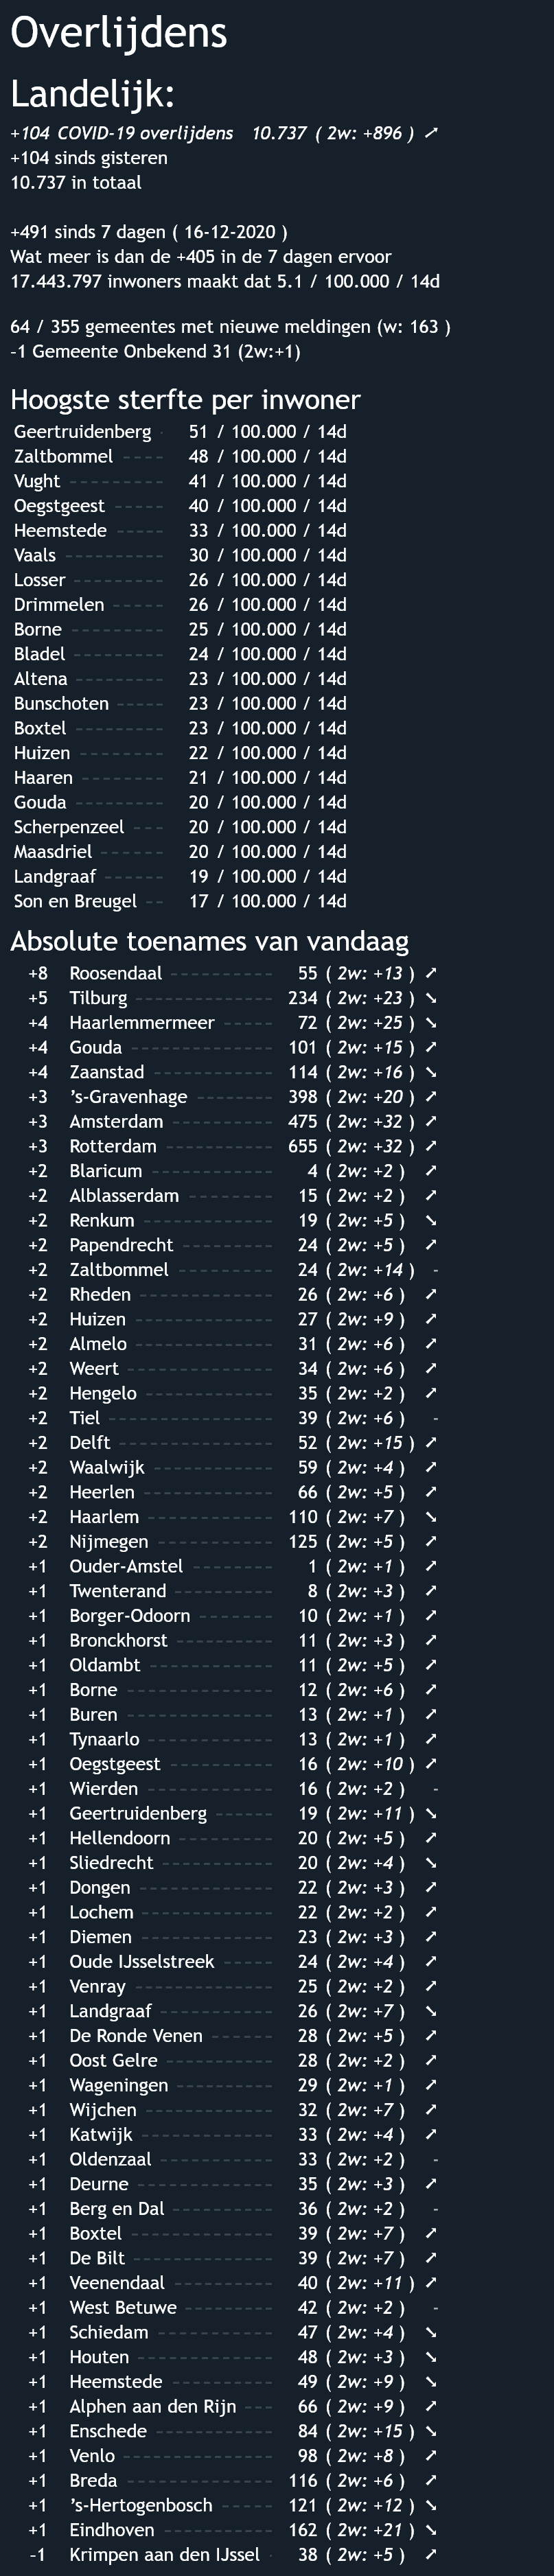 Overlijdens
Landelijk:
+104 COVID-19 overlijdens 10.737 ( 2w: +896 ) ➚
+104 sinds gisteren
10.737 in totaal
+491 sinds 7 dagen ( 16-12-2020 )
Wat meer is dan de +405 in de 7 dagen ervoor
17.443.797 inwoners maakt dat 5.1 / 100.000 / 14d
64 / 355 gemeentes met nieuwe meldingen (w: 163 )
-1 Gemeente Onbekend 31 (2w:+1)
Hoogste sterfte per inwoner
Geertruidenberg - 51 / 100.000 / 14d
Zaltbommel ---- 48 / 100.000 / 14d
Vught --------- 41 / 100.000 / 14d
Oegstgeest ---- 40 / 100.000 / 14d
Heemstede ----- 33 / 100.000 / 14d
Vaals ---------- 30 / 100.000 / 14d
Losser --------- 26 / 100.000 / 14d
Drimmelen ----- 26 / 100.000 / 14d
Borne --------- 25 / 100.000 / 14d
Bladel --------- 24 / 100.000 / 14d
Altena --------- 23 / 100.000 / 14d
Bunschoten ---- 23 / 100.000 / 14d
Boxtel --------- 23 / 100.000 / 14d
Huizen -------- 22 / 100.000 / 14d
Haaren -------- 21 / 100.000 / 14d
Gouda --------- 20 / 100.000 / 14d
Scherpenzeel --- 20 / 100.000 / 14d
Maasdriel ------ 20 / 100.000 / 14d
Landgraaf ------ 19 / 100.000 / 14d
Son en Breugel -- 17 / 100.000 / 14d
Absolute toenames van vandaag
+8 Roosendaal ----------- 55 ( 2w: +13 ) ➚
+5 Tilburg --------------- 234 ( 2w: +23 ) ➘
+4 Haarlemmermeer ----- 72 ( 2w: +25 ) ➚
+4 Gouda ---------------- 101 ( 2w: +15 ) ➚
+4 Zaanstad ------------- 114 ( 2w: +16 ) ➘
+3 's-Gravenhage -------- 398 ( 2w: +20 ) ➚
+3 Amsterdam ----------- 475 ( 2w: +32 ) ➚
+3 Rotterdam ------------ 655 ( 2w: +32 ) ➚
+2 Blaricum ------------- 4 ( 2w: +2 ) ➚
+2 Alblasserdam --------- 15 ( 2w: +2 ) ➚
+2 Renkum -------------- 19 ( 2w: +5 ) ➘
+2 Papendrecht ---------- 24 ( 2w: +5 ) ➚
+2 Zaltbommel ----------- 24 ( 2w: +14 ) -
+2 Rheden --------------- 26 ( 2w: +6 ) ➚
+2 Huizen --------------- 27 ( 2w: +9 ) ➚
+2 Almelo --------------- 31 ( 2w: +6 ) ➚
+2 Weert ---------------- 34 ( 2w: +6 ) ➚
+2 Hengelo -------------- 35 ( 2w: +2 ) ➚
+2 Tiel ------------------ 39 ( 2w: +6 ) -
+2 Delft ----------------- 52 ( 2w: +15 ) ➚
+2 Waalwijk ------------- 59 ( 2w: +4 ) ➚
+2 Heerlen -------------- 66 ( 2w: +5 ) ➚
+2 Haarlem -------------- 110 ( 2w: +7 ) ➘
+2 Nijmegen ------------- 125 ( 2w: +5 ) ➚
+1 Ouder-Amstel --------- 1 ( 2w: +1 ) ➚
+1 Twenterand ----------- 8 ( 2w: +3 ) ➚
+1 Borger-Odoorn -------- 10 ( 2w: +1 ) ➚
+1 Bronckhorst ----------- 11 ( 2w: +3 ) ➚
+1 Oldambt -------------- 11 ( 2w: +5 ) ➚
+1 Borne ---------------- 12 ( 2w: +6 ) ➚
+1 Buren ---------------- 13 ( 2w: +1 ) ➚
+1 Tynaarlo -------------- 13 ( 2w: +1 ) ➚
+1 Oegstgeest ----------- 16 ( 2w: +10 ) ➚
+1 Wierden -------------- 16 ( 2w: +2 ) -
+1 Geertruidenberg ------ 19 ( 2w: +11 ) ➘
+1 Hellendoorn ---------- 20 ( 2w: +5 ) ➚
+1 Sliedrecht ------------ 20 ( 2w: +4 ) ➘
+1 Dongen -------------- 22 ( 2w: +3 ) ➚
+1 Lochem -------------- 22 ( 2w: +2 ) ➚
+1 Diemen -------------- 23 ( 2w: +3 ) ➚
+1 Oude IJsselstreek ----- 24 ( 2w: +4 ) ➚
+1 Venray --------------- 25 ( 2w: +2 ) ➚
+1 Landgraaf ------------ 26 ( 2w: +7 ) ➘
+1 De Ronde Venen ------ 28 ( 2w: +5 ) ➚
+1 Oost Gelre ------------ 28 ( 2w: +2 ) ➚
+1 Wageningen ---------- 29 ( 2w: +1 ) ➚
+1 Wijchen -------------- 32 ( 2w: +7 ) ➚
+1 Katwijk --------------- 33 ( 2w: +4 ) ➚
+1 Oldenzaal ------------ 33 ( 2w: +2 ) -
+1 Deurne --------------- 35 ( 2w: +3 ) ➚
+1 Berg en Dal ----------- 36 ( 2w: +2 ) -
+1 Boxtel ---------------- 39 ( 2w: +7 ) ➚
+1 De Bilt --------------- 39 ( 2w: +7 ) ➚
+1 Veenendaal ----------- 40 ( 2w: +11 ) ➚
+1 West Betuwe --------- 42 ( 2w: +2 ) -
+1 Schiedam ------------- 47 ( 2w: +4 ) ➘
+1 Houten --------------- 48 ( 2w: +3 ) ➘
+1 Heemstede ----------- 49 ( 2w: +9 ) ➘
+1 Alphen aan den Rijn --- 66 ( 2w: +9 ) ➚
+1 Enschede ------------- 84 ( 2w: +15 ) ➘
+1 Venlo ---------------- 98 ( 2w: +8 ) ➚
+1 Breda ---------------- 116 ( 2w: +6 ) ➚
+1 's-Hertogenbosch ----- 121 ( 2w: +12 ) ➘
+1 Eindhoven ------------ 162 ( 2w: +21 ) ➘
-1 Krimpen aan den IJssel - 38 ( 2w: +5 ) ➚